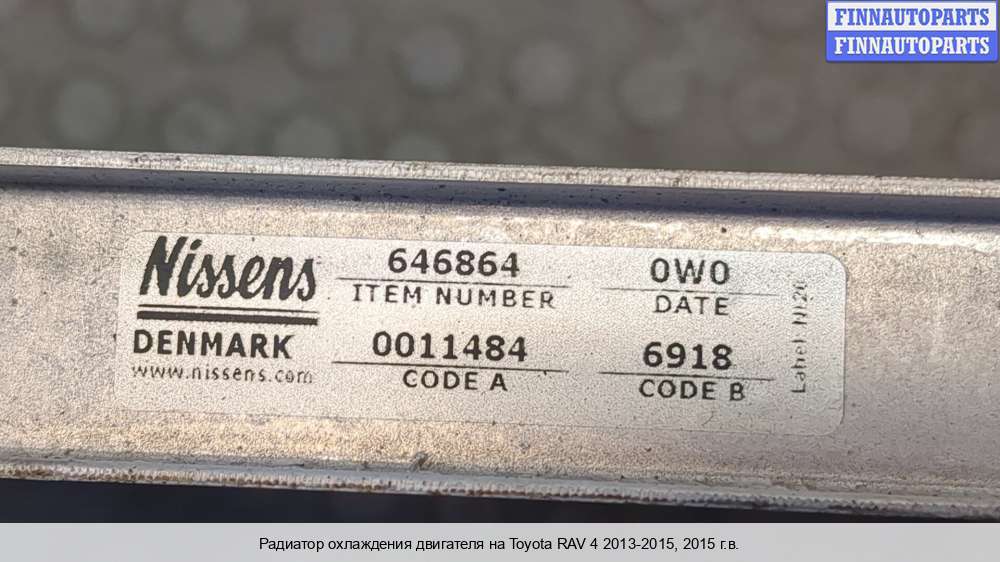 FINNAUTOPARTS
FINNAUTOPARTS
Nissens
DENMARK
www.nissens.com
646864
ITEM NUMBER
0011484
CODE A
0W0
DATE
6918
CODE B
Label
Радиатор охлаждения двигателя на Toyota RAV 4 2013-2015, 2015 г.в.